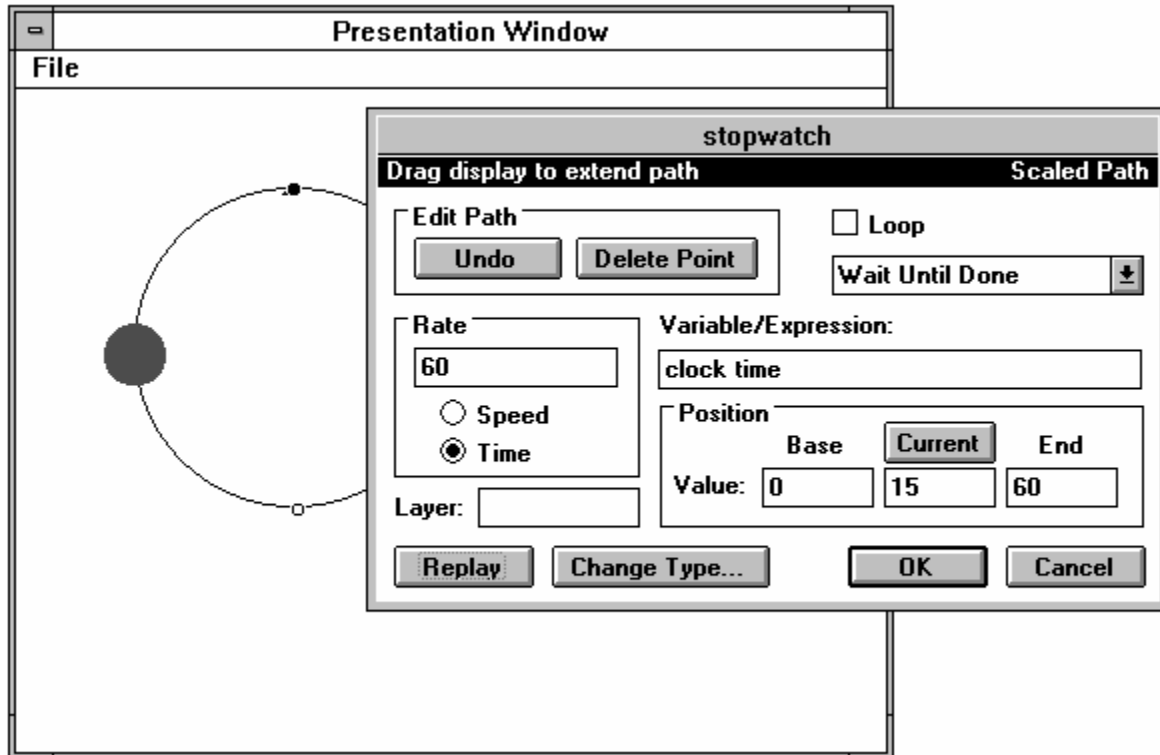 Presentation Window
File
stopwatch
Drag display to extend path Scaled Path
Edit Path
Undo Delete Point
Loop
Wait Until Done
Rate
60
Speed
Time
Variable/Expression:
clock time
Position
Base Current End
Value: 0 15 60
Layer:
Replay Change Type... OK Cancel